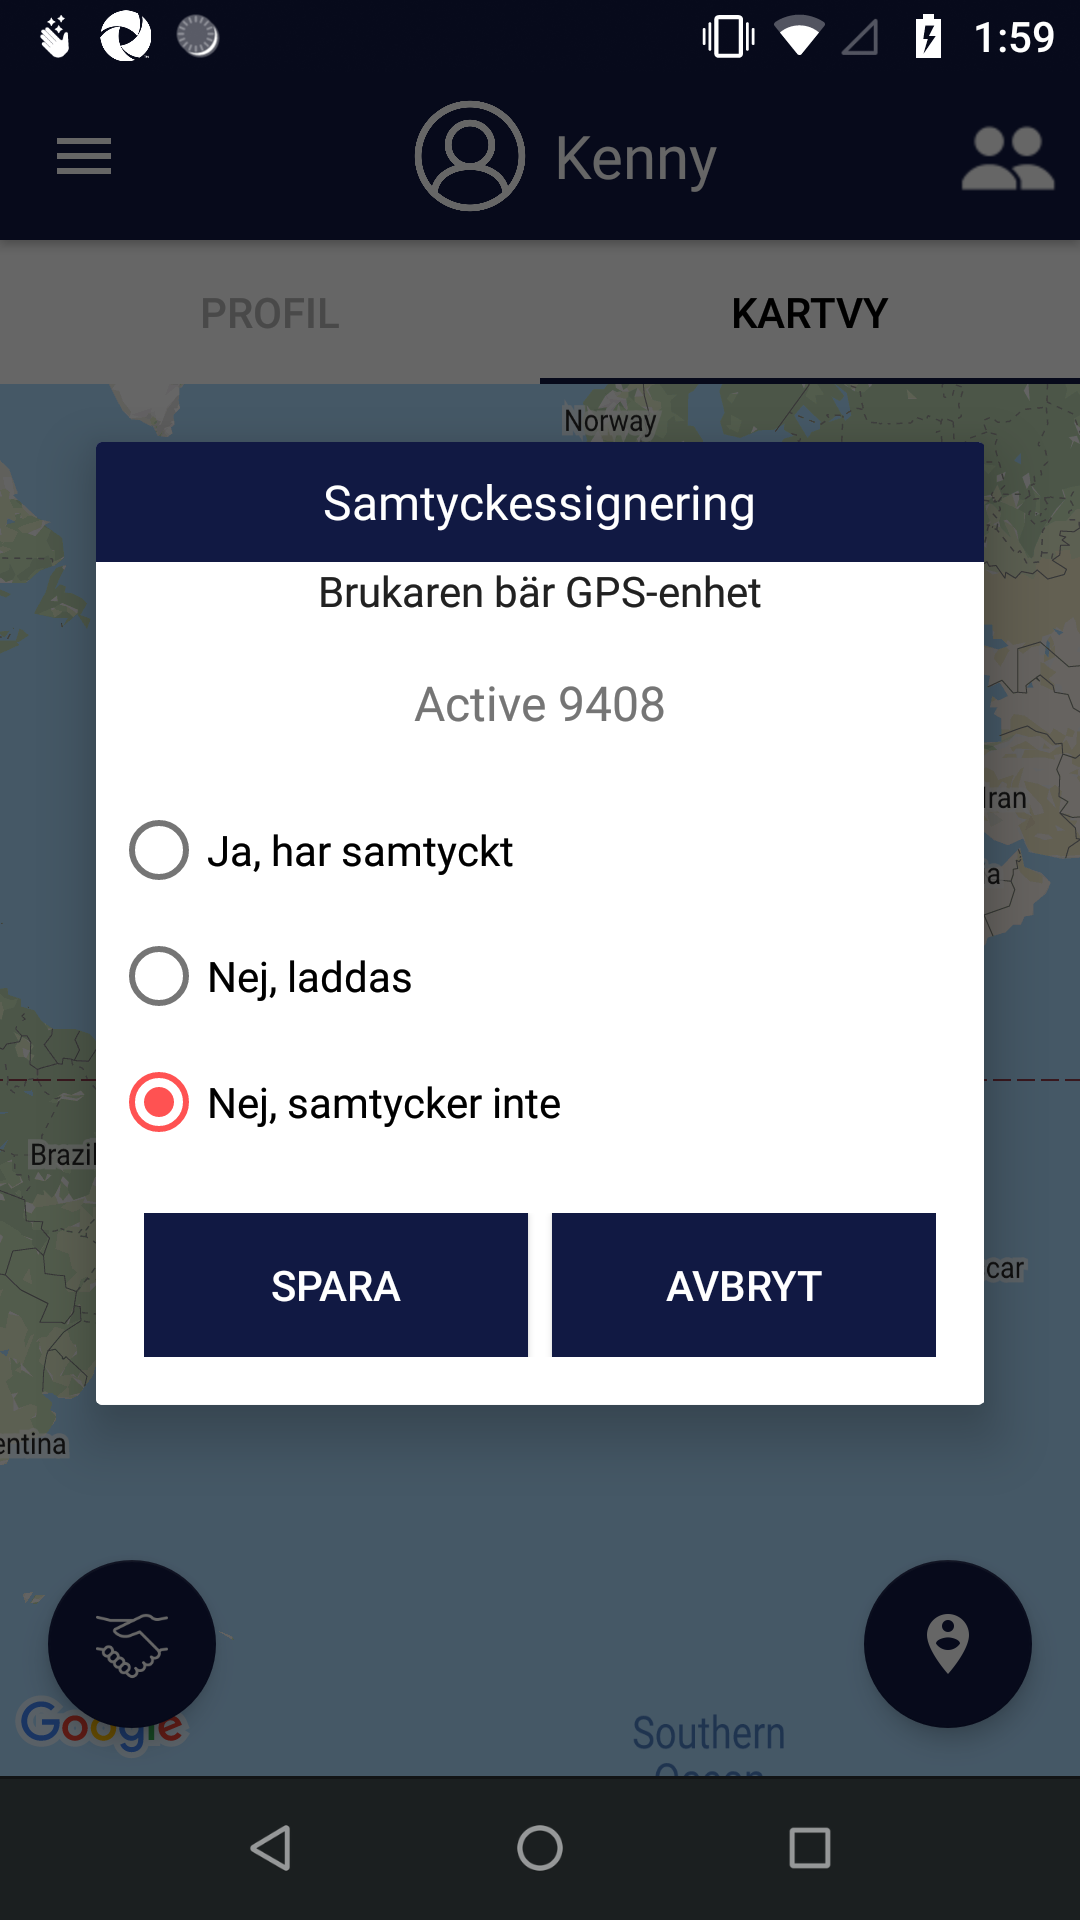 1:59
Kenny
PROFIL
KARTVY
Norway
Samtyckessignering
Brukaren bär GPS-enhet
Active 9408
Iran
a
Ja, har samtyckt
Nej, laddas
Nej, samtycker inte
Brazil
SPARA
AVBRYT
car
entina
Google
Southern
Ocean